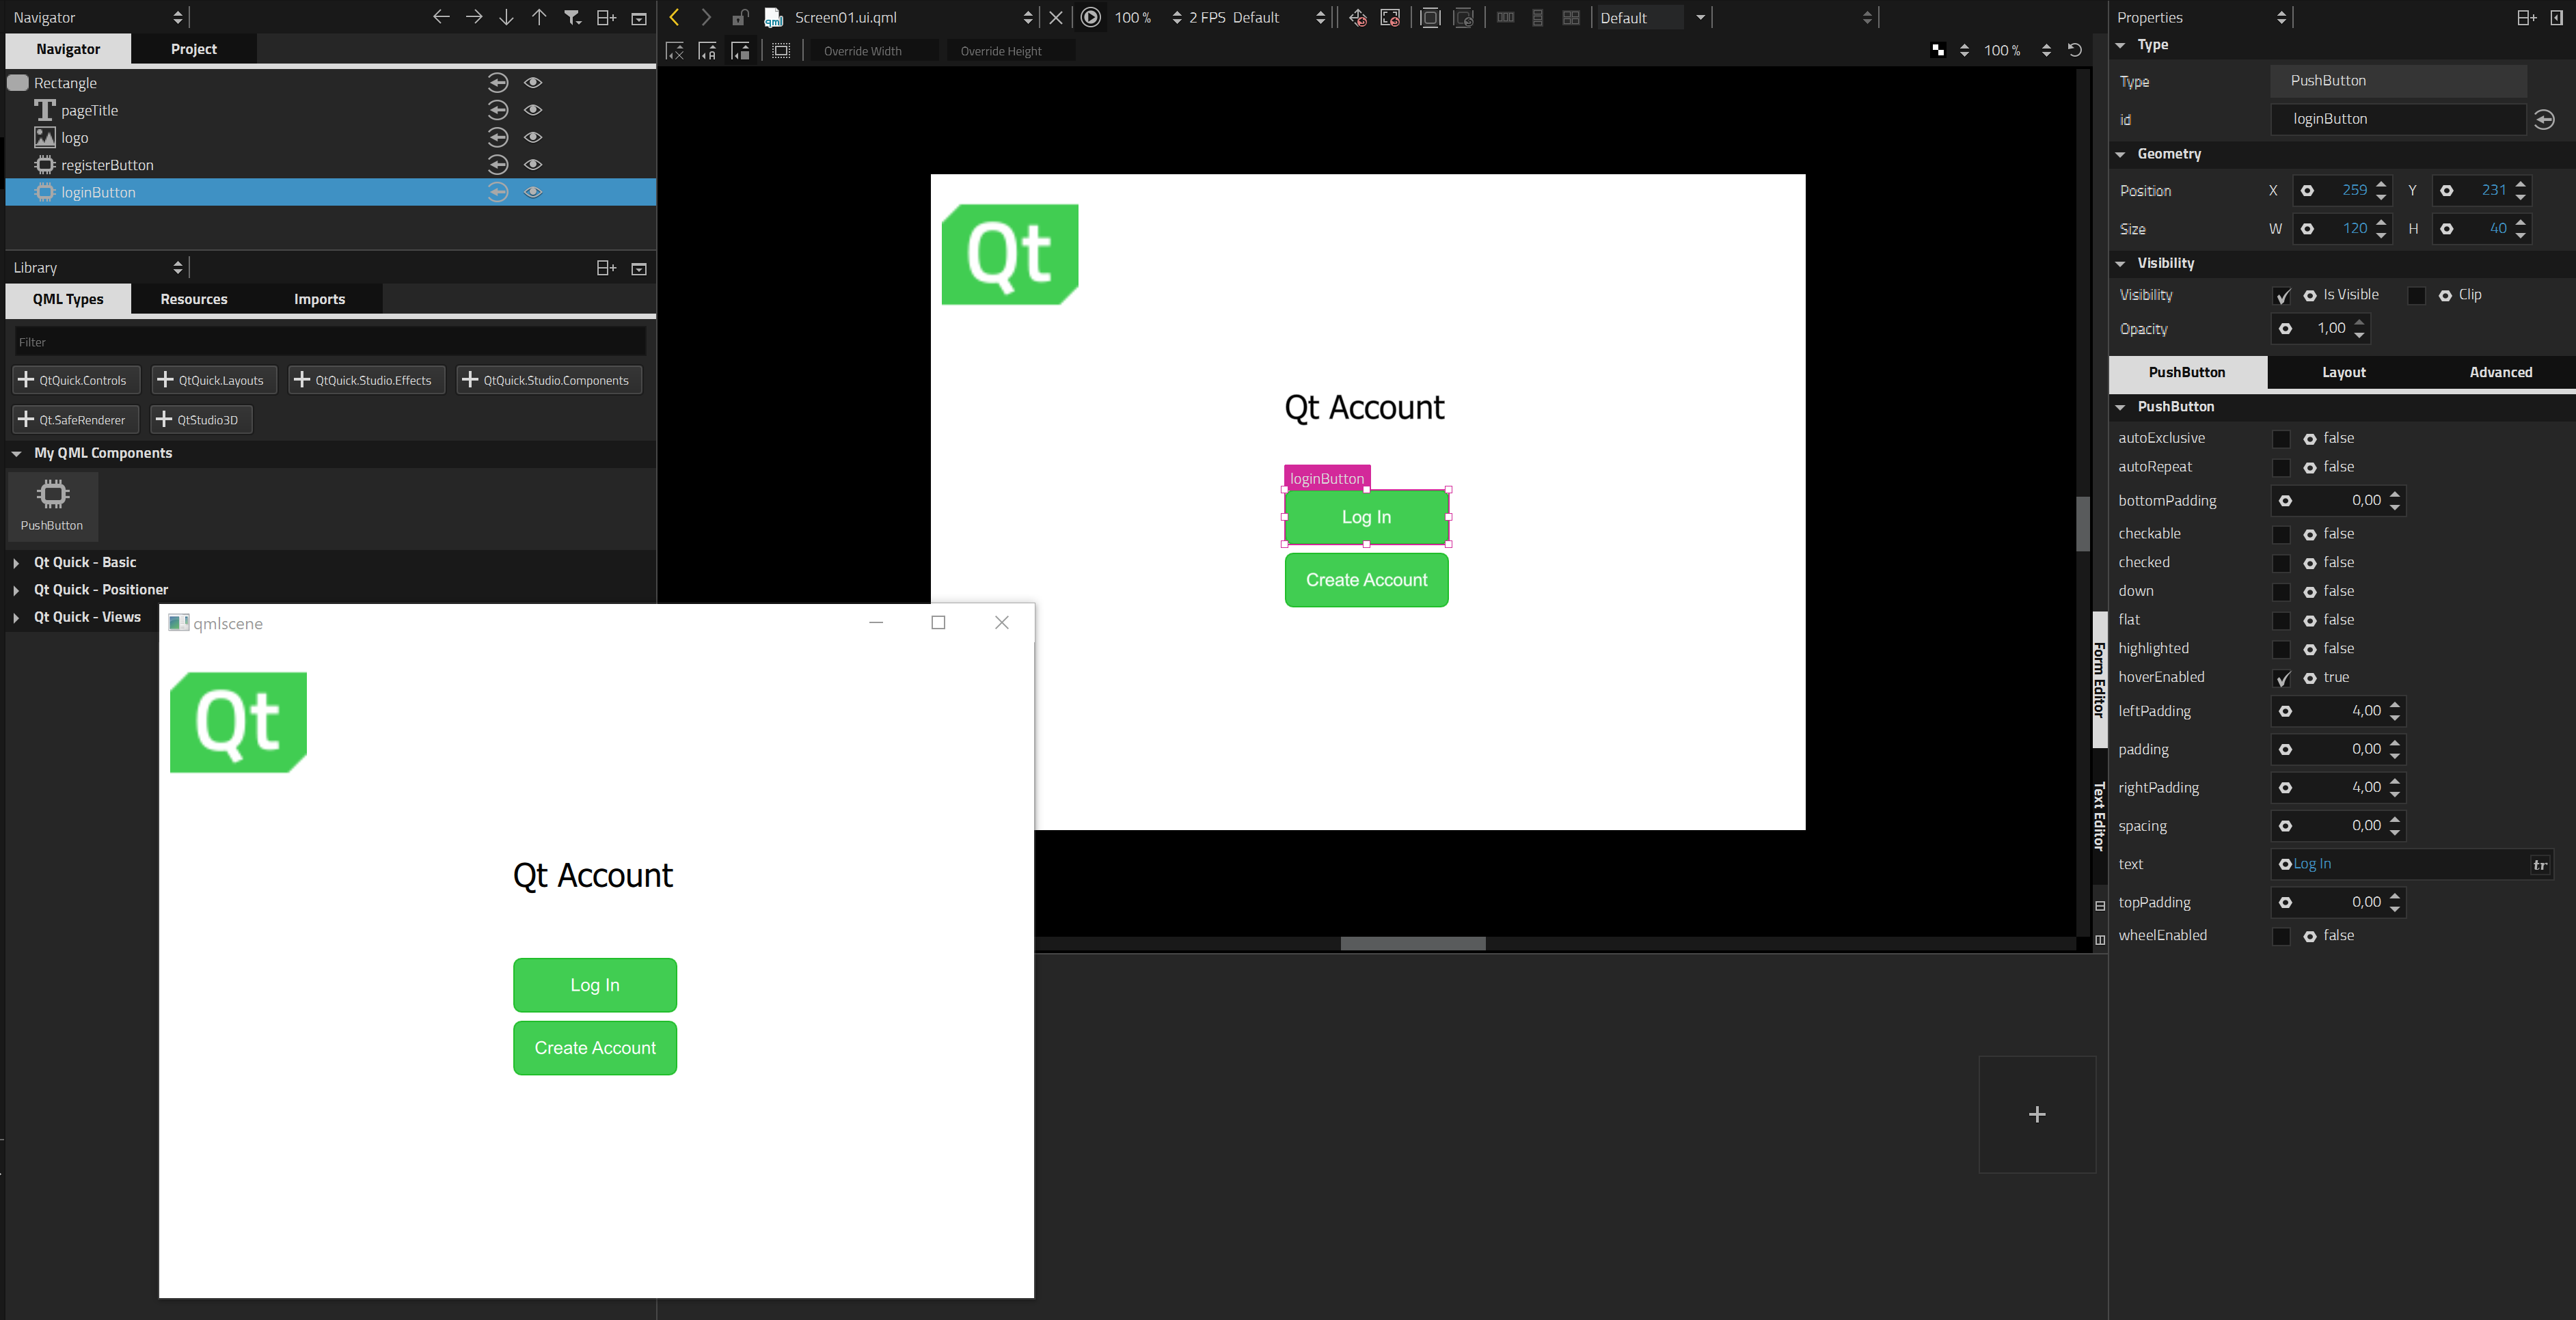 Navigator
Navigator Project
Rectangle
pageTitle
logo
registerButton
loginButton
Library
QML Types Resources Imports
Filter
QtQuick.Controls QtQuick.Layouts QtQuick.Studio.Effects QtQuick.Studio.Components
Qt.SafeRenderer QtStudio3D
My QML Components
PushButton
Qt Quick - Basic
Qt Quick - Positioner
Qt Quick - Views
qmlscene
Qt
Qt Account
Log In
Create Account
qml Screen01.ui.qml 100 % 2 FPS Default Default
Override Width Override Height 100 %
Qt
Qt Account
loginButton
Log In
Create Account
Form Editor
Text Editor
Properties
Type
Type PushButton
id loginButton
Geometry
Position X 259 Y 231
Size W 120 H 40
Visibility
Visibility Is Visible Clip
Opacity 1,00
PushButton Layout Advanced
PushButton
autoExclusive false
autoRepeat false
bottomPadding 0,00
checkable false
checked false
down false
flat false
highlighted false
hoverEnabled true
leftPadding 4,00
padding 0,00
rightPadding 4,00
spacing 0,00
text Log In tr
topPadding 0,00
wheelEnabled false